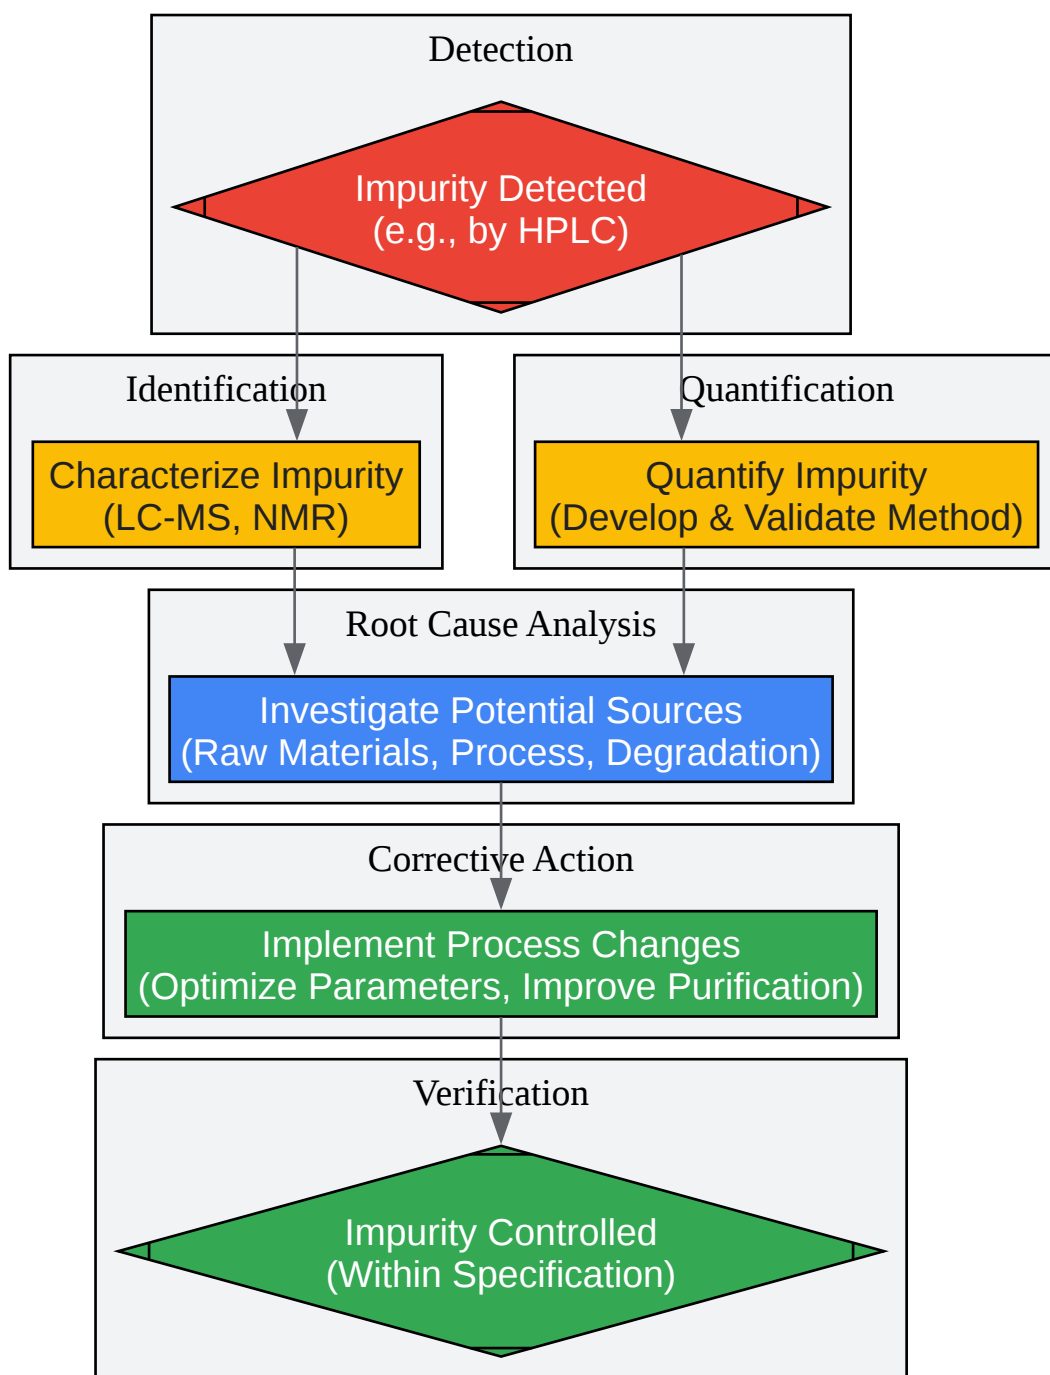 Detection
Impurity Detected
(e.g., by HPLC)
Identification
Characterize Impurity
(LC-MS, NMR)
Quantification
Quantify Impurity
(Develop & Validate Method)
Root Cause Analysis
Investigate Potential Sources
(Raw Materials, Process, Degradation)
Corrective Action
Implement Process Changes
(Optimize Parameters, Improve Purification)
Verification
Impurity Controlled
(Within Specification)